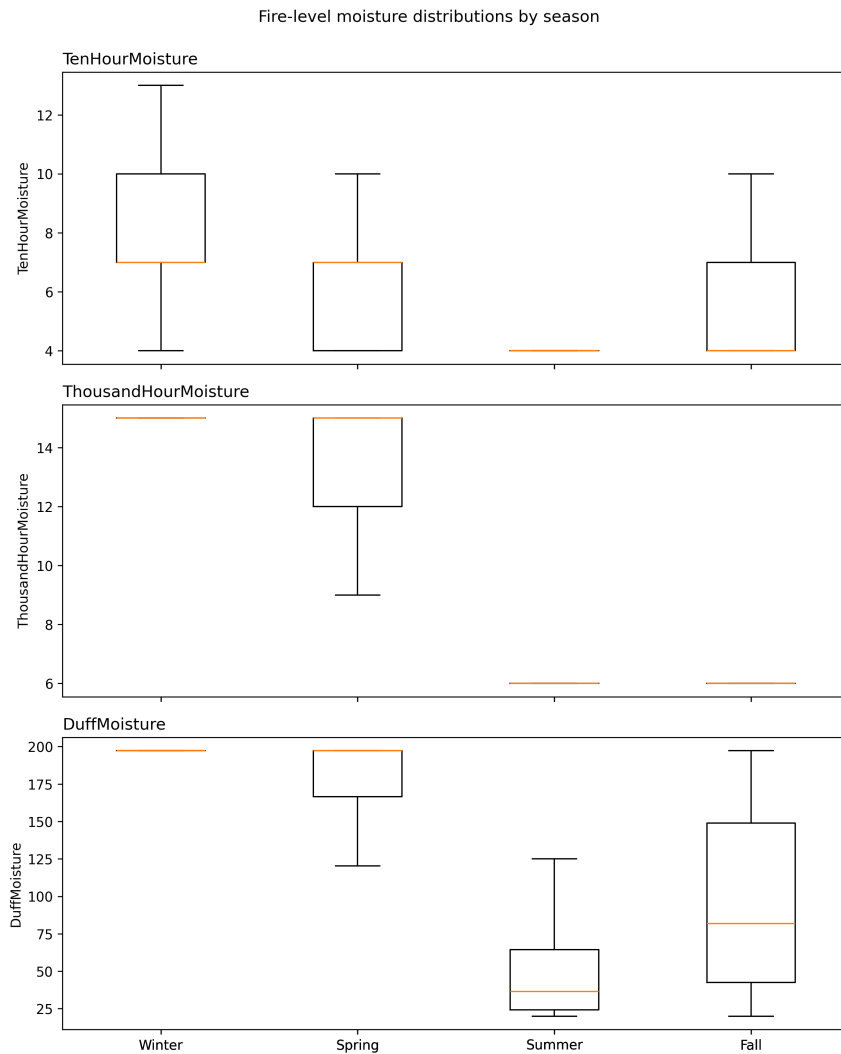 Fire-level moisture distributions by season
TenHourMoisture
12
10
8
6
4
TenHourMoisture
ThousandHourMoisture
14
12
10
8
6
ThousandHourMoisture
DuffMoisture
200
175
150
125
100
75
50
25
DuffMoisture
Winter Spring Summer Fall